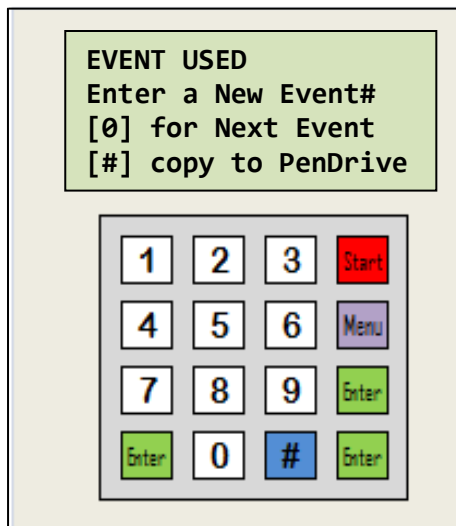 EVENT USED
Enter a New Event#
[0] for Next Event
[#] copy to PenDrive
1 2 3 Start
4 5 6 Menu
7 8 9 Enter
Enter 0 # Enter